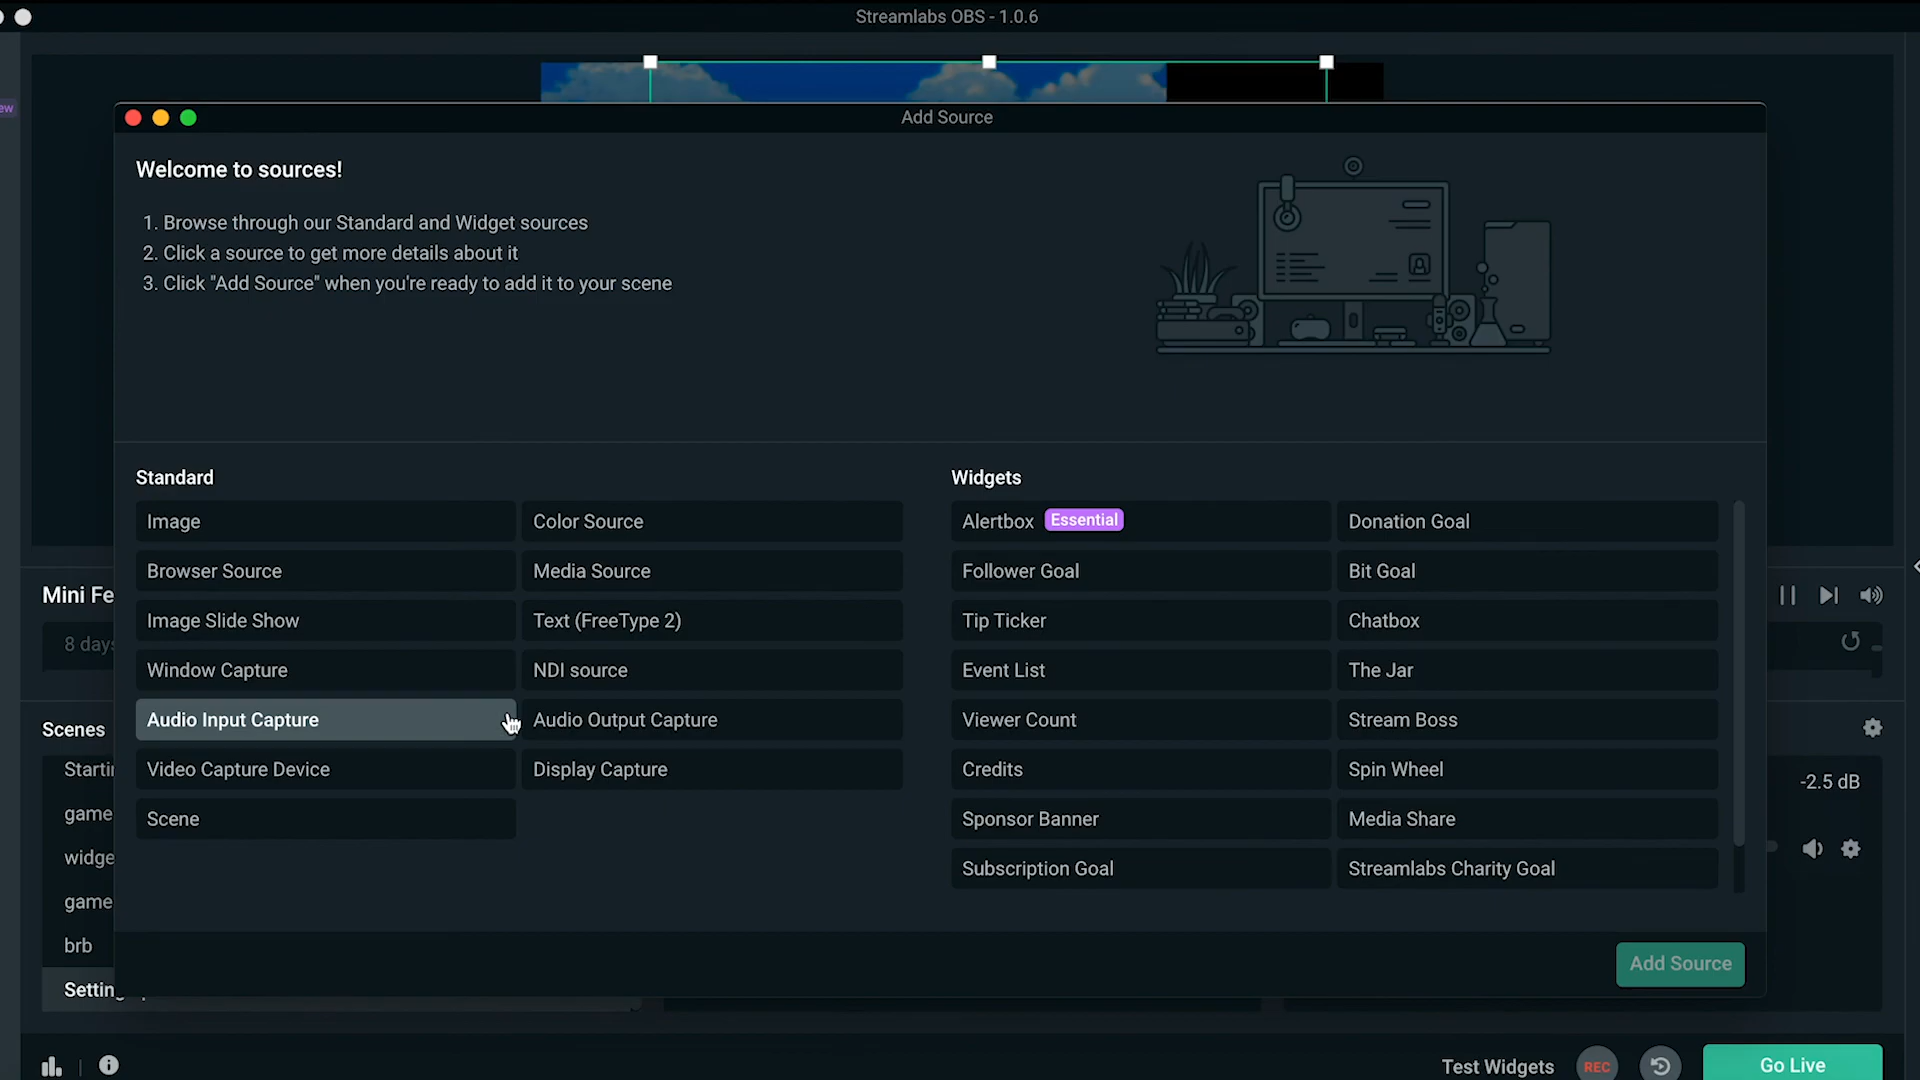 Streamlabs OBS - 1.0.6
ew
Add Source
Welcome to sources!
1. Browse through our Standard and Widget sources
2. Click a source to get more details about it
3. Click "Add Source" when you're ready to add it to your scene
Standard
Image
Color Source
Browser Source
Media Source
Image Slide Show
Text (FreeType 2)
Window Capture
NDI source
Audio Input Capture
Audio Output Capture
Video Capture Device
Display Capture
Scene
Widgets
Alertbox Essential
Donation Goal
Follower Goal
Bit Goal
Tip Ticker
Chatbox
Event List
The Jar
Viewer Count
Stream Boss
Credits
Spin Wheel
Sponsor Banner
Media Share
Subscription Goal
Streamlabs Charity Goal
Add Source
Mini Fe
8 days
Scenes
Starti
game
widge
game
brb
Setting
-2.5 dB
Test Widgets
REC
Go Live